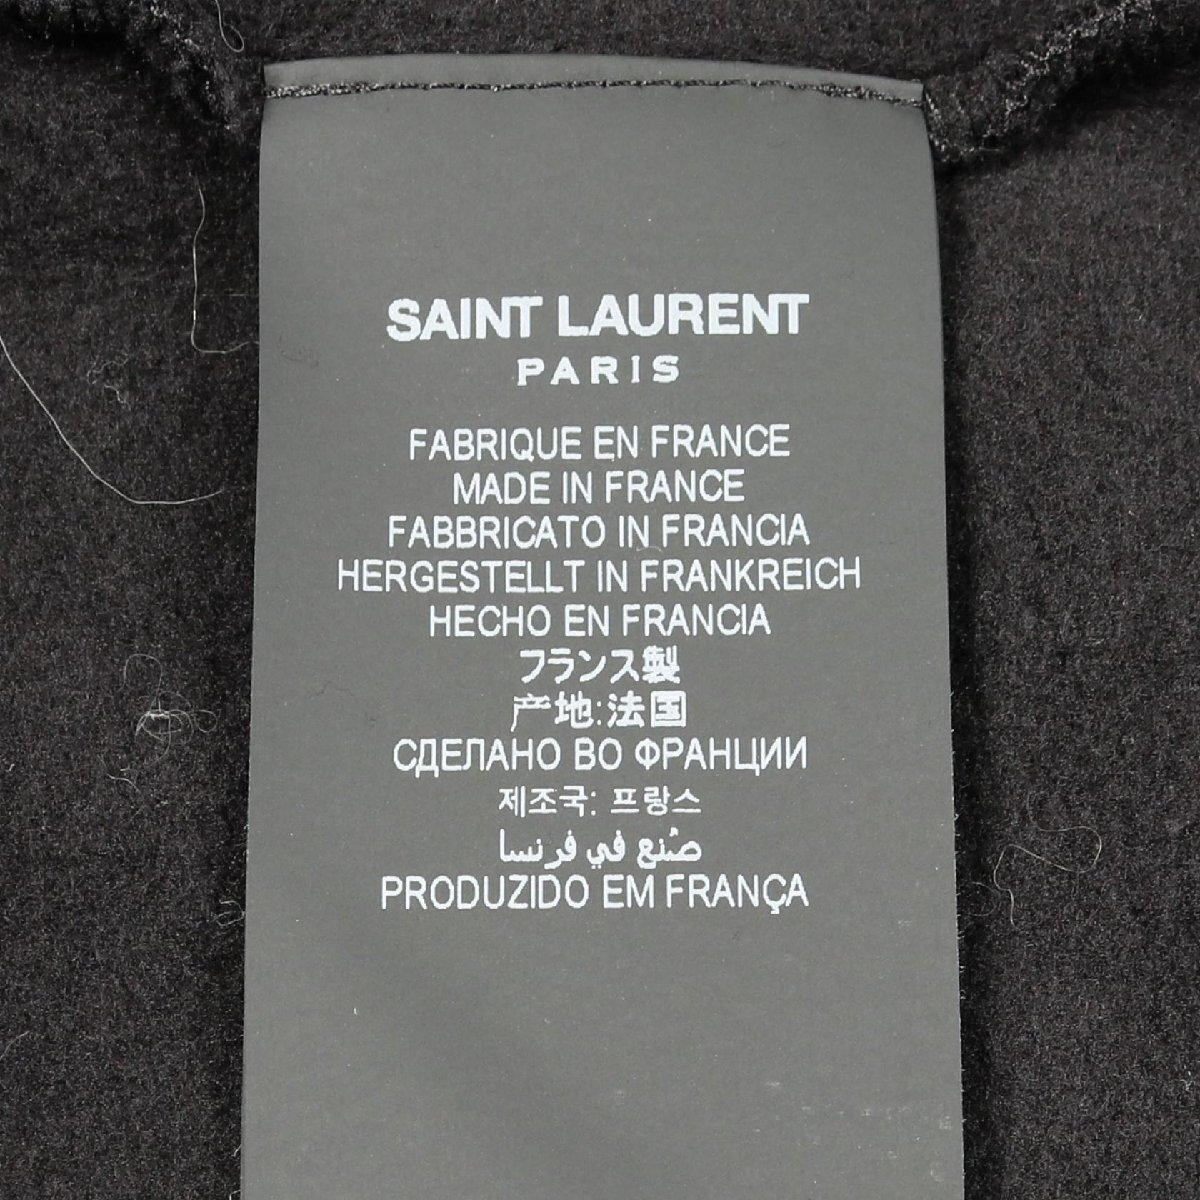 SAINT LAURENT
PARIS
FABRIQUE EN FRANCE
MADE IN FRANCE
FABBRICATO IN FRANCIA
HERGESTELLT IN FRANKREICH
HECHO EN FRANCIA
フランス製
产地:法国
СДЕЛАНО ВО ФРАНЦИИ
제조국: 프랑스
صُنع في فرنسا
PRODUZIDO EM FRANÇA